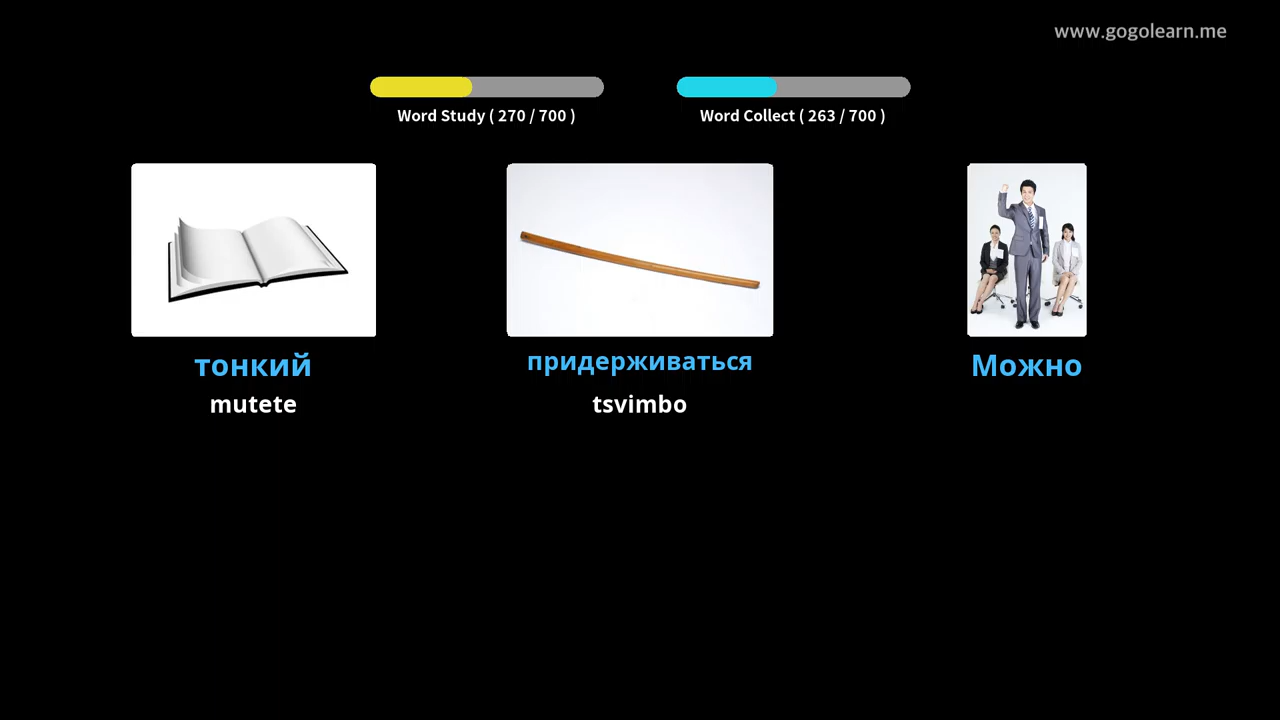 www.gogolearn.me
Word Study ( 270 / 700 )
Word Collect ( 263 / 700 )
тонкий
придерживаться
Можно
mutete
tsvimbo